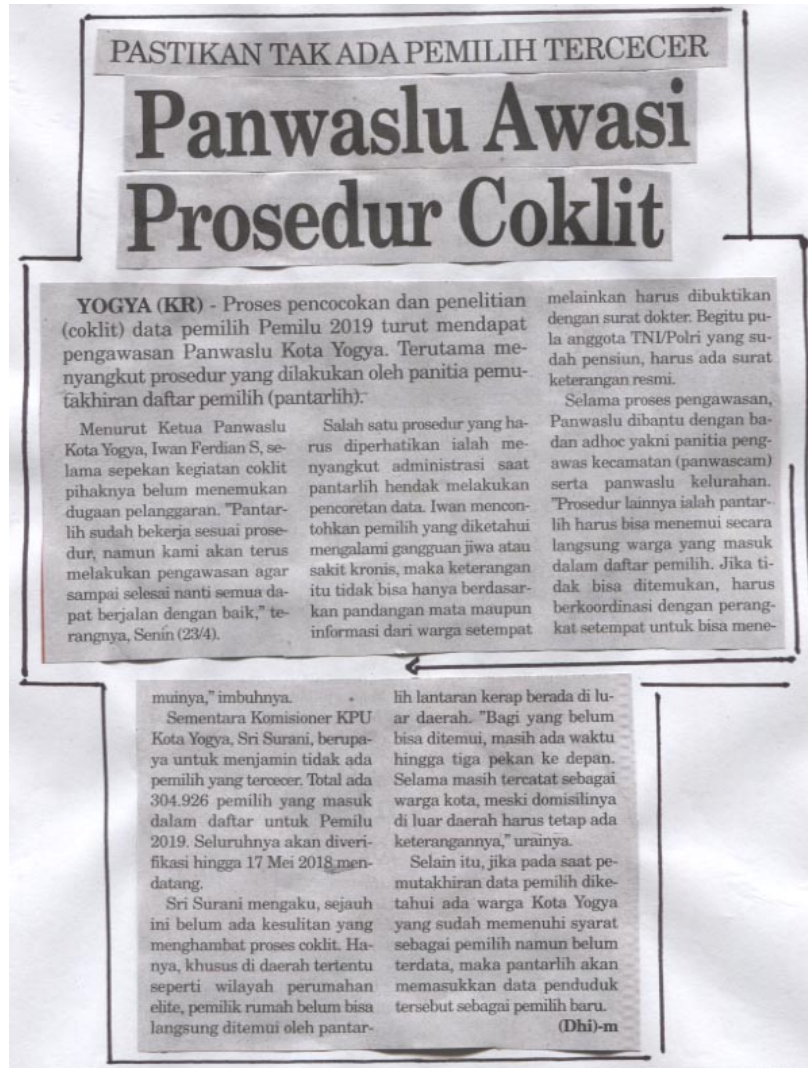 PASTIKAN TAK ADA PEMILIH TERCECER
Panwaslu Awasi
Prosedur Coklit
YOGYA (KR) - Proses pencocokan dan penelitian
(coklit) data pemilih Pemilu 2019 turut mendapat
pengawasan Panwaslu Kota Yogya. Terutama me-
nyangkut prosedur yang dilakukan oleh panitia pemu-
takhiran daftar pemilih (pantarlih).
Menurut Ketua Panwaslu
Kota Yogya, Iwan Ferdian S, se-
lama sepekan kegiatan coklit
pihaknya belum menemukan
dugaan pelanggaran. "Pantar-
lih sudah bekerja sesuai prose-
dur, namun kami akan terus
melakukan pengawasan agar
sampai selesai nanti semua da-
pat berjalan dengan baik," te-
rangnya, Senin (23/4).
Salah satu prosedur yang ha-
rus diperhatikan ialah me-
nyangkut administrasi saat
pantarlih hendak melakukan
pencoretan data. Iwan mencon-
tohkan pemilih yang diketahui
mengalami gangguan jiwa atau
sakit kronis, maka keterangan
itu tidak bisa hanya berdasar-
kan pandangan mata maupun
informasi dari warga setempat
melainkan harus dibuktikan
dengan surat dokter. Begitu pu-
la anggota TNI/Polri yang su-
dah pensiun, harus ada surat
keterangan resmi.
Selama proses pengawasan,
Panwaslu dibantu dengan ba-
dan adhoc yakni panitia peng-
awas kecamatan (panwascam)
serta panwaslu kelurahan.
"Prosedur lainnya ialah pantar-
lih harus bisa menemui secara
langsung warga yang masuk
dalam daftar pemilih. Jika ti-
dak bisa ditemukan, harus
berkoordinasi dengan perang-
kat setempat untuk bisa mene-
muinya," imbuhnya.
Sementara Komisioner KPU
Kota Yogya, Sri Surani, berupa-
ya untuk menjamin tidak ada
pemilih yang tercecer. Total ada
304.926 pemilih yang masuk
dalam daftar untuk Pemilu
2019. Seluruhnya akan diveri-
fikasi hingga 17 Mei 2018 men-
datang.
Sri Surani mengaku, sejauh
ini belum ada kesulitan yang
menghambat proses coklit. Ha-
nya, khusus di daerah tertentu
seperti wilayah perumahan
elite, pemilik rumah belum bisa
langsung ditemui oleh pantar-
lih lantaran kerap berada di lu-
ar daerah. "Bagi yang belum
bisa ditemui, masih ada waktu
hingga tiga pekan ke depan.
Selama masih tercatat sebagai
warga kota, meski domisilinya
di luar daerah harus tetap ada
keterangannya," urainya.
Selain itu, jika pada saat pe-
mutakhiran data pemilih dike-
tahui ada warga Kota Yogya
yang sudah memenuhi syarat
sebagai pemilih namun belum
terdata, maka pantarlih akan
memasukkan data penduduk
tersebut sebagai pemilih baru.
(Dhi)-m